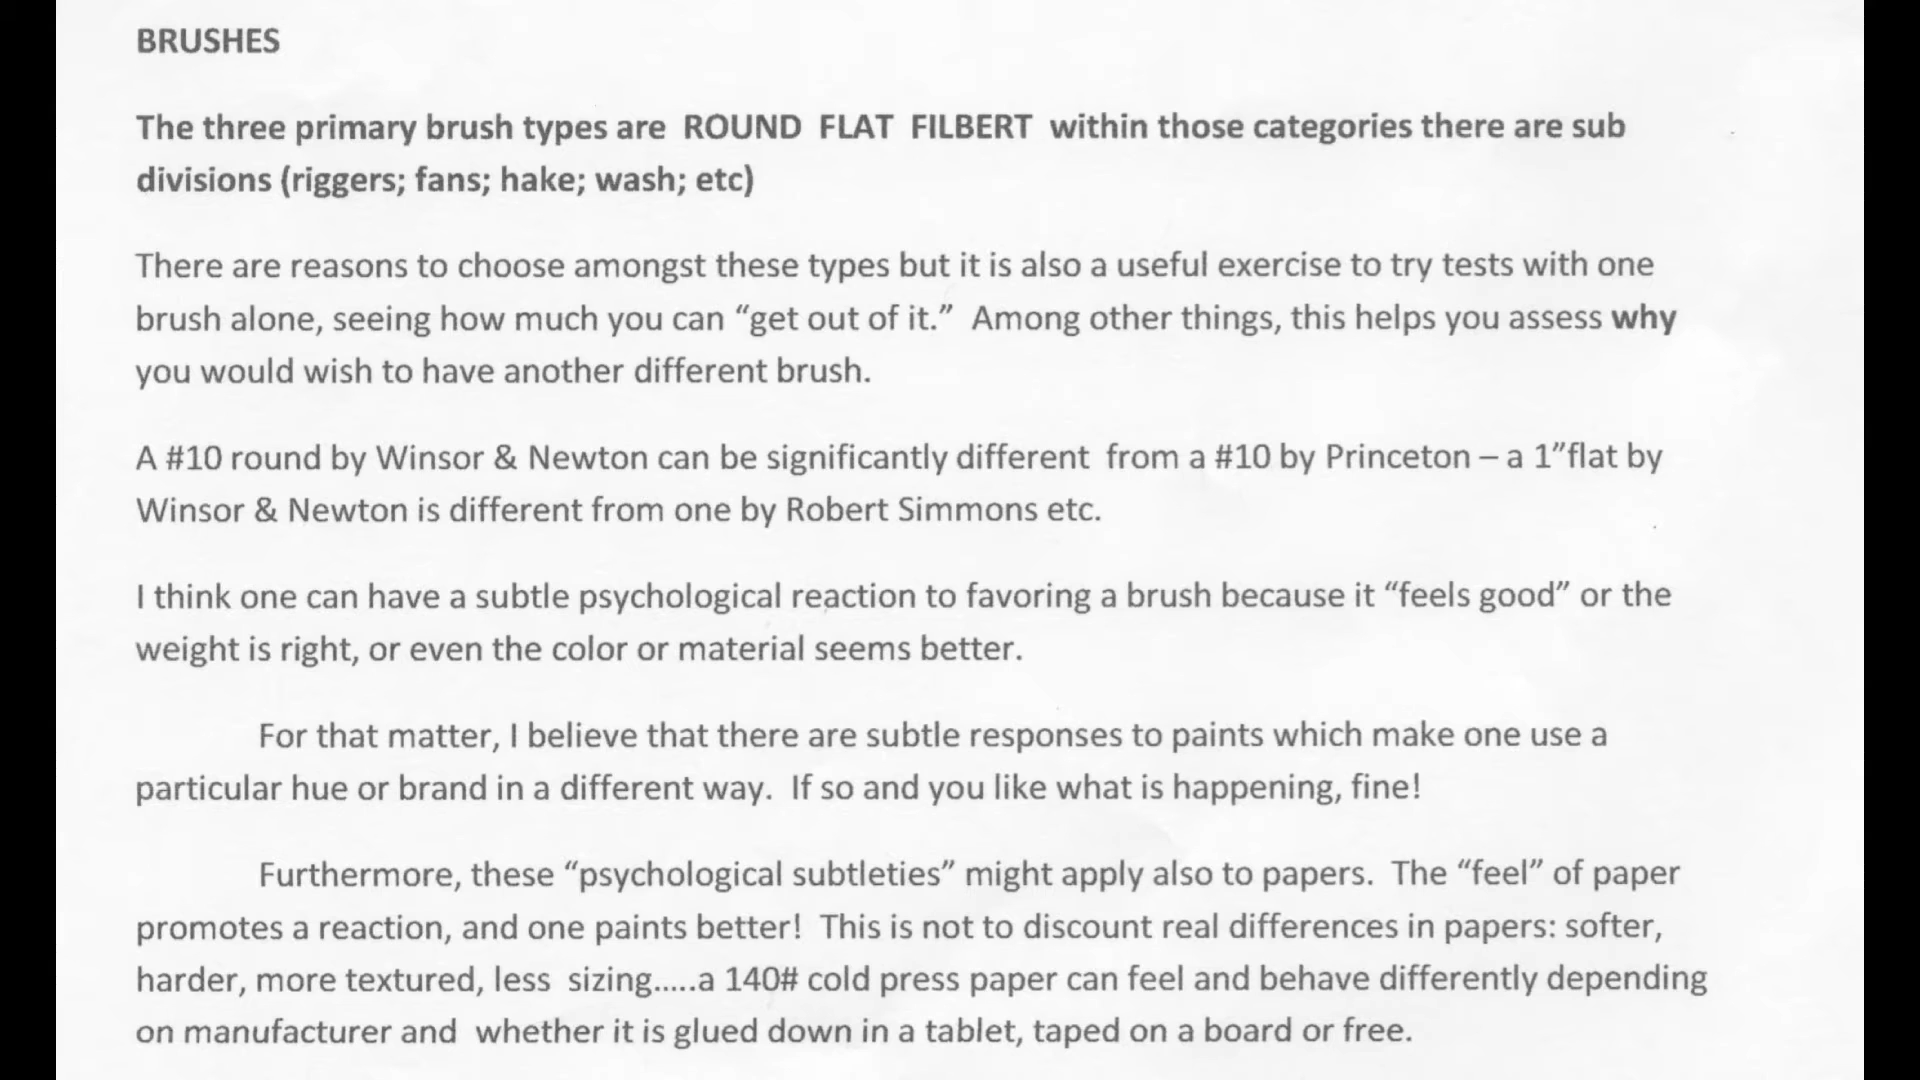 BRUSHES
The three primary brush types are  ROUND  FLAT  FILBERT  within those categories there are sub
divisions (riggers; fans; hake; wash; etc)
There are reasons to choose amongst these types but it is also a useful exercise to try tests with one
brush alone, seeing how much you can “get out of it.”  Among other things, this helps you assess why
you would wish to have another different brush.
A #10 round by Winsor & Newton can be significantly different  from a #10 by Princeton – a 1”flat by
Winsor & Newton is different from one by Robert Simmons etc.
I think one can have a subtle psychological reaction to favoring a brush because it “feels good” or the
weight is right, or even the color or material seems better.
For that matter, I believe that there are subtle responses to paints which make one use a
particular hue or brand in a different way.  If so and you like what is happening, fine!
Furthermore, these “psychological subtleties” might apply also to papers.  The “feel” of paper
promotes a reaction, and one paints better!  This is not to discount real differences in papers: softer,
harder, more textured, less  sizing.....a 140# cold press paper can feel and behave differently depending
on manufacturer and  whether it is glued down in a tablet, taped on a board or free.